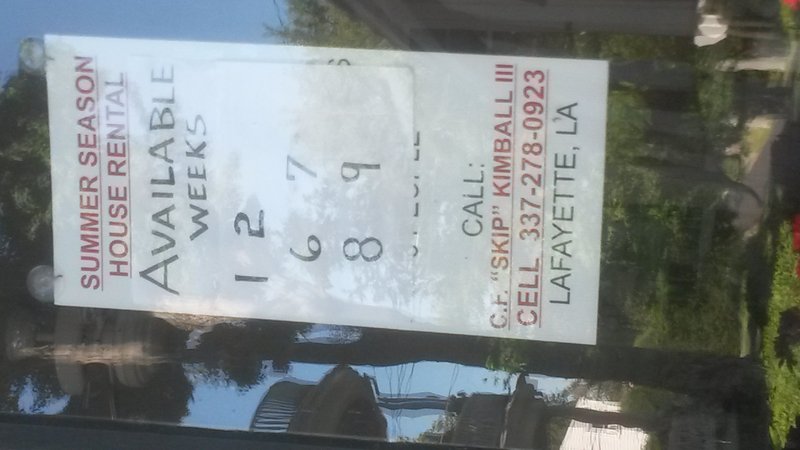 SUMMER SEASON
HOUSE RENTAL
AVAILABLE
WEEKS
1 2
6 7
8 9
CALL:
C.F. "SKIP" KIMBALL III
CELL 337-278-0923
LAFAYETTE, LA